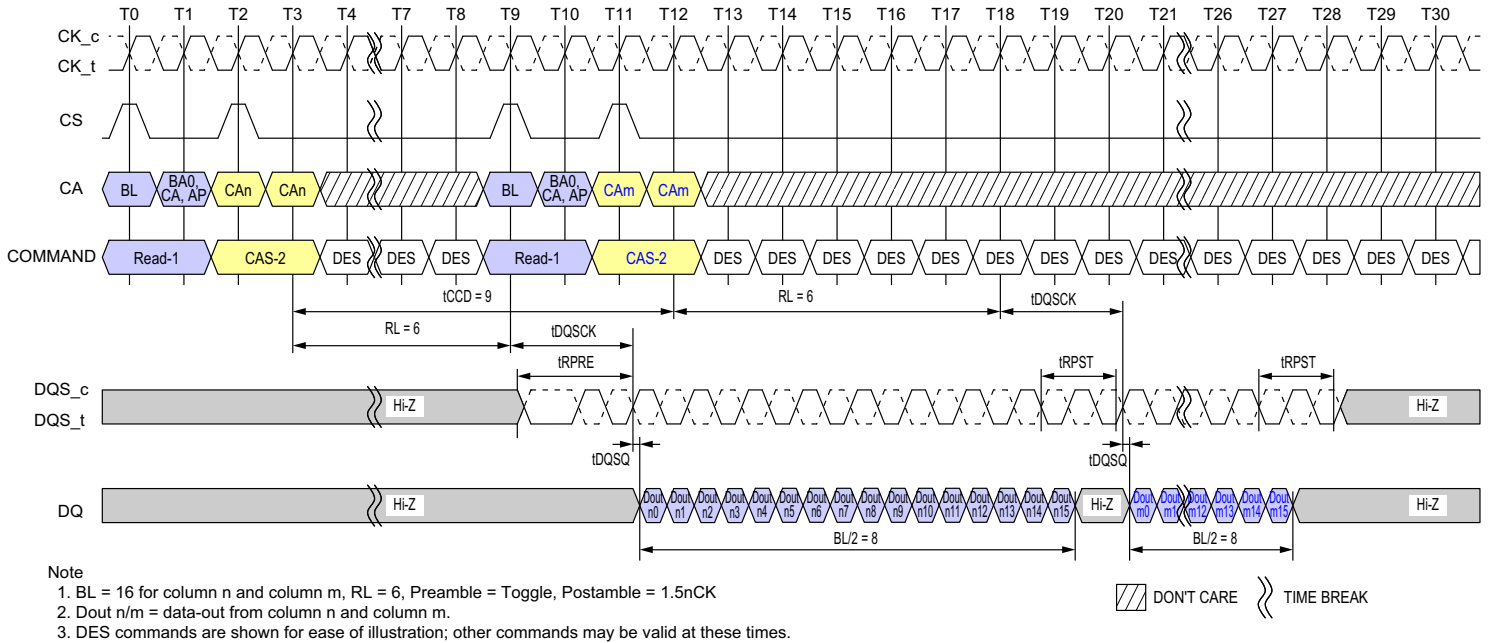 T0 T1 T2 T3 T4 T7 T8 T9 T10 T11 T12 T13 T14 T15 T16 T17 T18 T19 T20 T21 T26 T27 T28 T29 T30
CK_c
CK_t
CS
CA BL BA0, CA, AP CAn CAn BL BA0, CA, AP CAm CAm
COMMAND Read-1 CAS-2 DES DES DES Read-1 CAS-2 DES DES DES DES DES DES DES DES DES DES DES DES DES DES
tCCD = 9 RL = 6 tDQSCK
RL = 6 tDQSCK
tRPRE tRPST tRPST
DQS_c
DQS_t Hi-Z Hi-Z
tDQSQ tDQSQ
DQ Hi-Z Dout n0 Dout n1 Dout n2 Dout n3 Dout n4 Dout n5 Dout n6 Dout n7 Dout n8 Dout n9 Dout n10 Dout n11 Dout n12 Dout n13 Dout n14 Dout n15 Hi-Z Dout m0 Dout m1 Dout m12 Dout m13 Dout m14 Dout m15 Hi-Z
BL/2 = 8 BL/2 = 8
Note
1. BL = 16 for column n and column m, RL = 6, Preamble = Toggle, Postamble = 1.5nCK
2. Dout n/m = data-out from column n and column m.
3. DES commands are shown for ease of illustration; other commands may be valid at these times.
DON'T CARE TIME BREAK